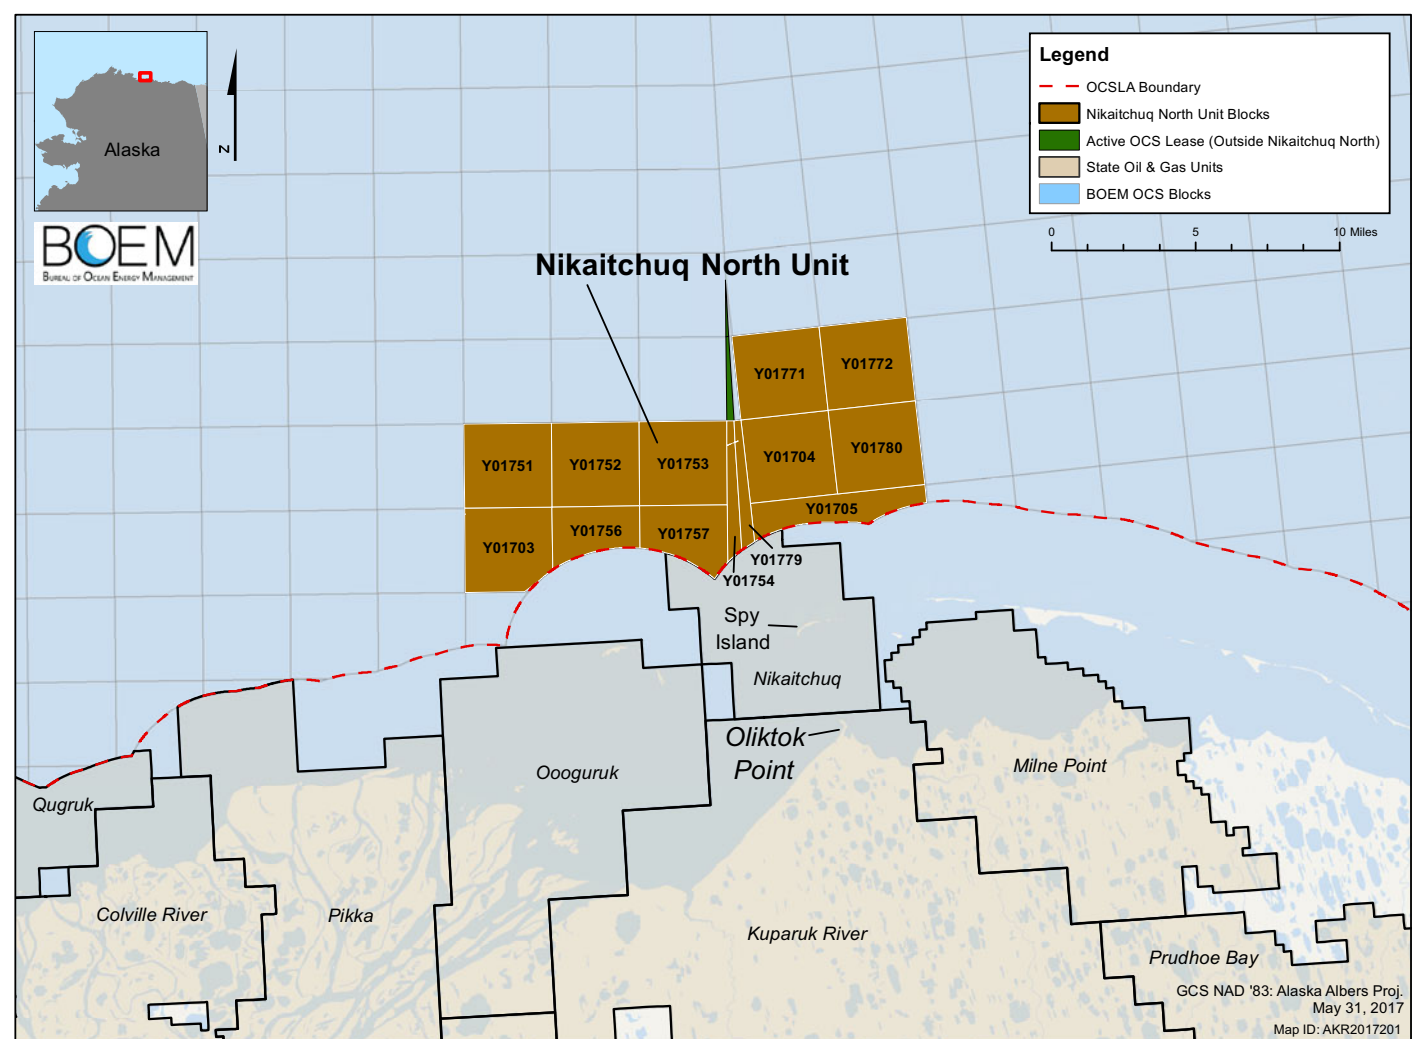 Alaska
N
BOEM
BUREAU OF OCEAN ENERGY MANAGEMENT
Legend
OCSLA Boundary
Nikaitchuq North Unit Blocks
Active OCS Lease (Outside Nikaitchuq North)
State Oil & Gas Units
BOEM OCS Blocks
0 5 10 Miles
Nikaitchuq North Unit
Y01771
Y01772
Y01751
Y01752
Y01753
Y01704
Y01780
Y01703
Y01756
Y01757
Y01705
Y01779
Y01754
Spy
Island
Nikaitchuq
Oliktok
Point
Oooguruk
Milne Point
Qugruk
Colville River
Pikka
Kuparuk River
Prudhoe Bay
GCS NAD '83: Alaska Albers Proj.
May 31, 2017
Map ID: AKR2017201